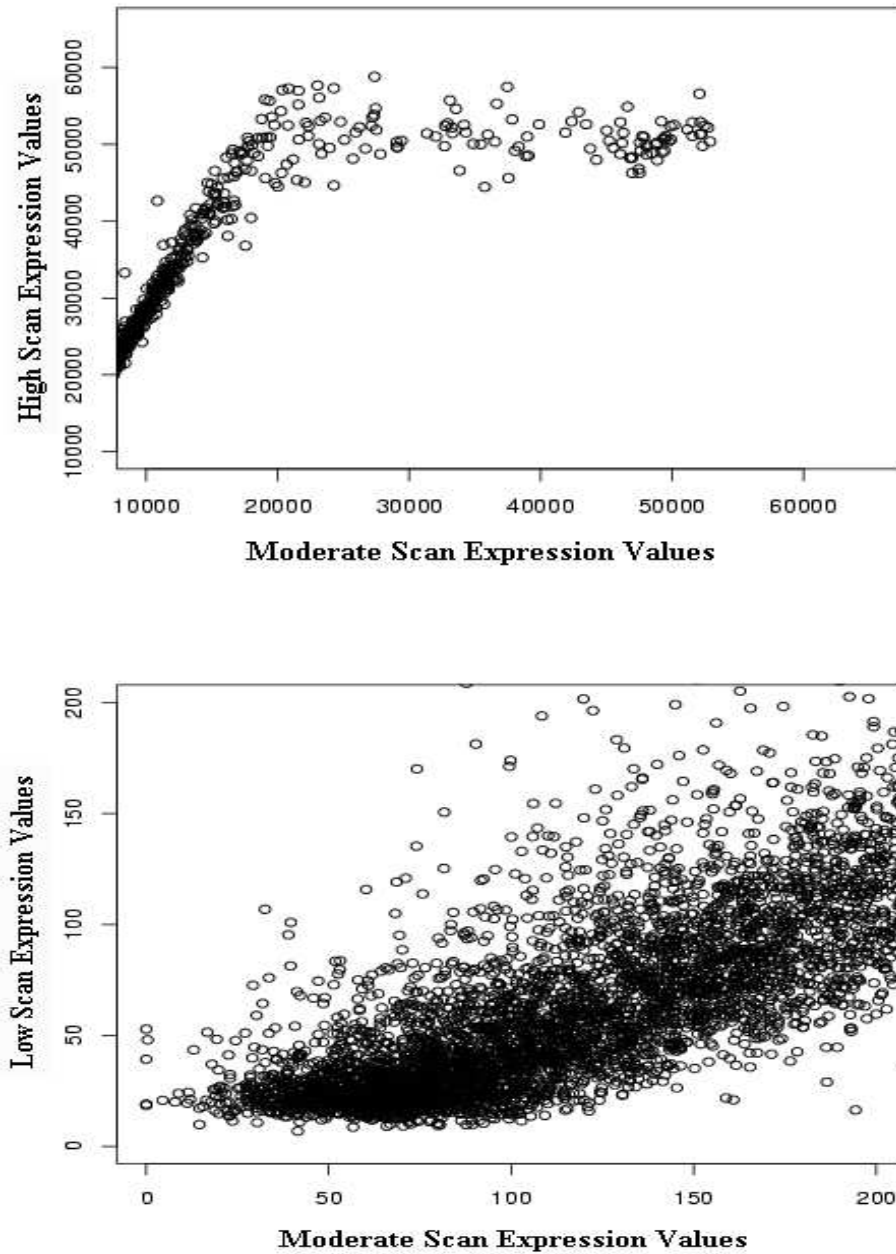 High Scan Expression Values
60000
50000
40000
30000
20000
10000
10000 20000 30000 40000 50000 60000
Moderate Scan Expression Values
Low Scan Expression Values
200
150
100
50
0
0 50 100 150 200
Moderate Scan Expression Values